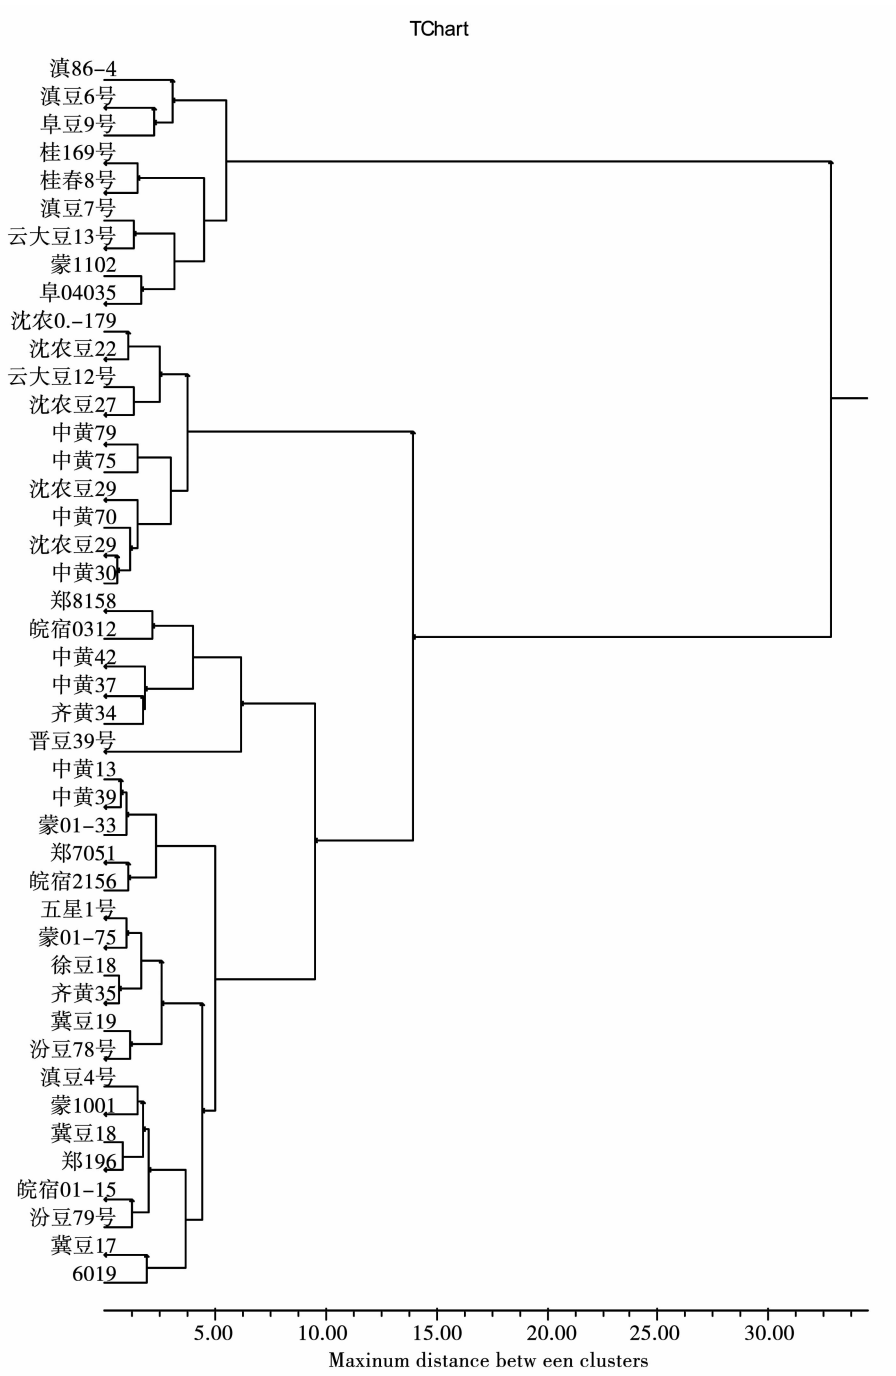 TChart
滇86-4
滇豆6号
阜豆9号
桂169号
桂春8号
滇豆7号
云大豆13号
蒙1102
阜04035
沈农0.-179
沈农豆22
云大豆12号
沈农豆27
中黄79
中黄75
沈农豆29
中黄70
沈农豆29
中黄30
郑8158
皖宿0312
中黄42
中黄37
齐黄34
晋豆39号
中黄13
中黄39
蒙01-33
郑7051
皖宿2156
五星1号
蒙01-75
徐豆18
齐黄35
冀豆19
汾豆78号
滇豆4号
蒙1001
冀豆18
郑196
皖宿01-15
汾豆79号
冀豆17
6019
5.00 10.00 15.00 20.00 25.00 30.00
Maxinum distance betw een clusters